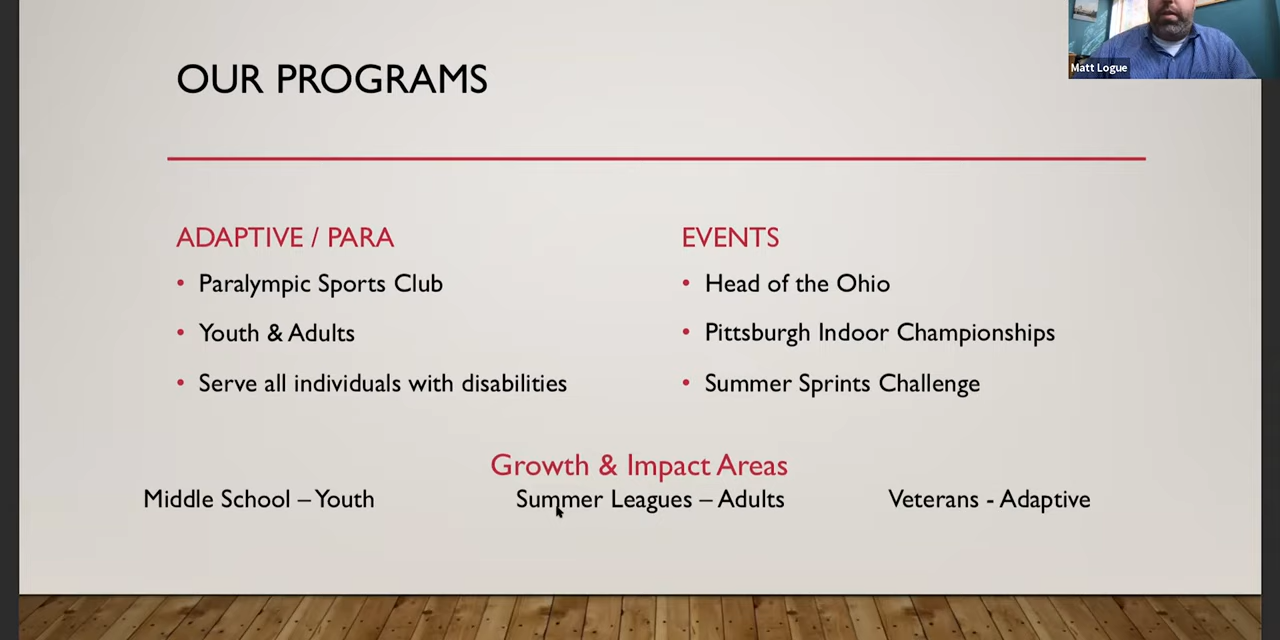 OUR PROGRAMS
Matt Logue
ADAPTIVE / PARA
• Paralympic Sports Club
• Youth & Adults
• Serve all individuals with disabilities
EVENTS
• Head of the Ohio
• Pittsburgh Indoor Championships
• Summer Sprints Challenge
Growth & Impact Areas
Middle School – Youth
Summer Leagues – Adults
Veterans - Adaptive